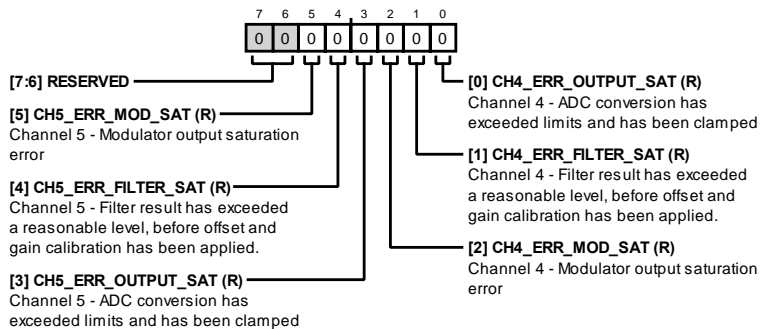 7 6 5 4 3 2 1 0
0 0 0 0 0 0 0 0
[7:6] RESERVED
[5] CH5_ERR_MOD_SAT (R)
Channel 5 - Modulator output saturation
error
[4] CH5_ERR_FILTER_SAT (R)
Channel 5 - Filter result has exceeded
a reasonable level, before offset and
gain calibration has been applied.
[3] CH5_ERR_OUTPUT_SAT (R)
Channel 5 - ADC conversion has
exceeded limits and has been clamped
[0] CH4_ERR_OUTPUT_SAT (R)
Channel 4 - ADC conversion has
exceeded limits and has been clamped
[1] CH4_ERR_FILTER_SAT (R)
Channel 4 - Filter result has exceeded
a reasonable level, before offset and
gain calibration has been applied.
[2] CH4_ERR_MOD_SAT (R)
Channel 4 - Modulator output saturation
error